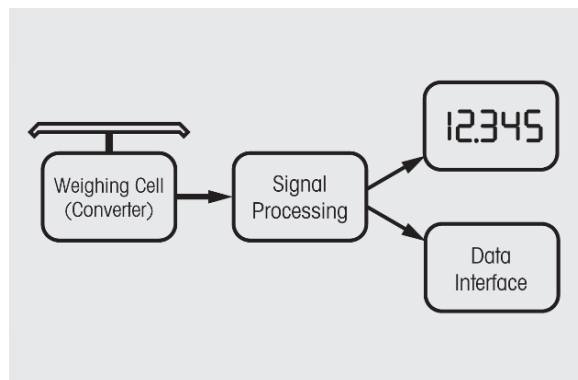 Weighing Cell
(Converter)
Signal
Processing
12.345
Data
Interface